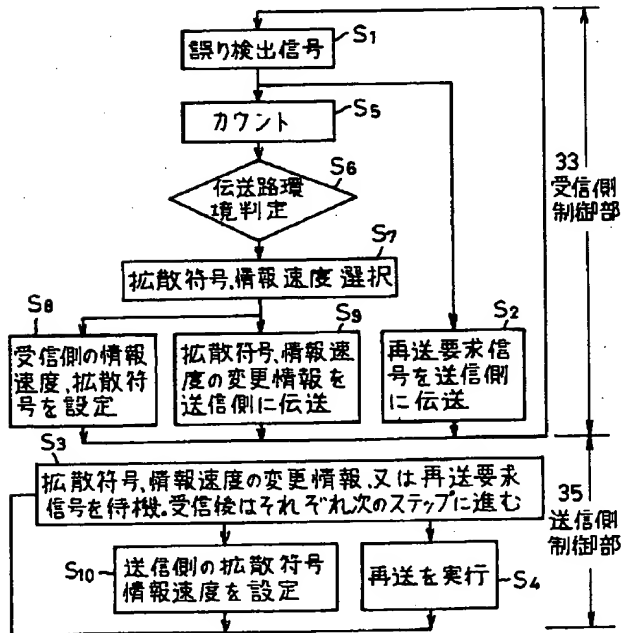 S1
誤り検出信号
カウント
S5
S6
伝送路環
境判定
33
受信側
制御部
S7
拡散符号、情報速度 選択
S8
受信側の情報
速度、拡散符
号を設定
S9
拡散符号、情報速
度の変更情報を
送信側に伝送
S2
再送要求信
号を送信側
に伝送
S3
拡散符号、情報速度の変更情報、又は再送要求
信号を待機。受信後はそれぞれ次のステップに進む
35
送信側
制御部
S10
送信側の拡散符号
情報速度を設定
再送を実行
S4